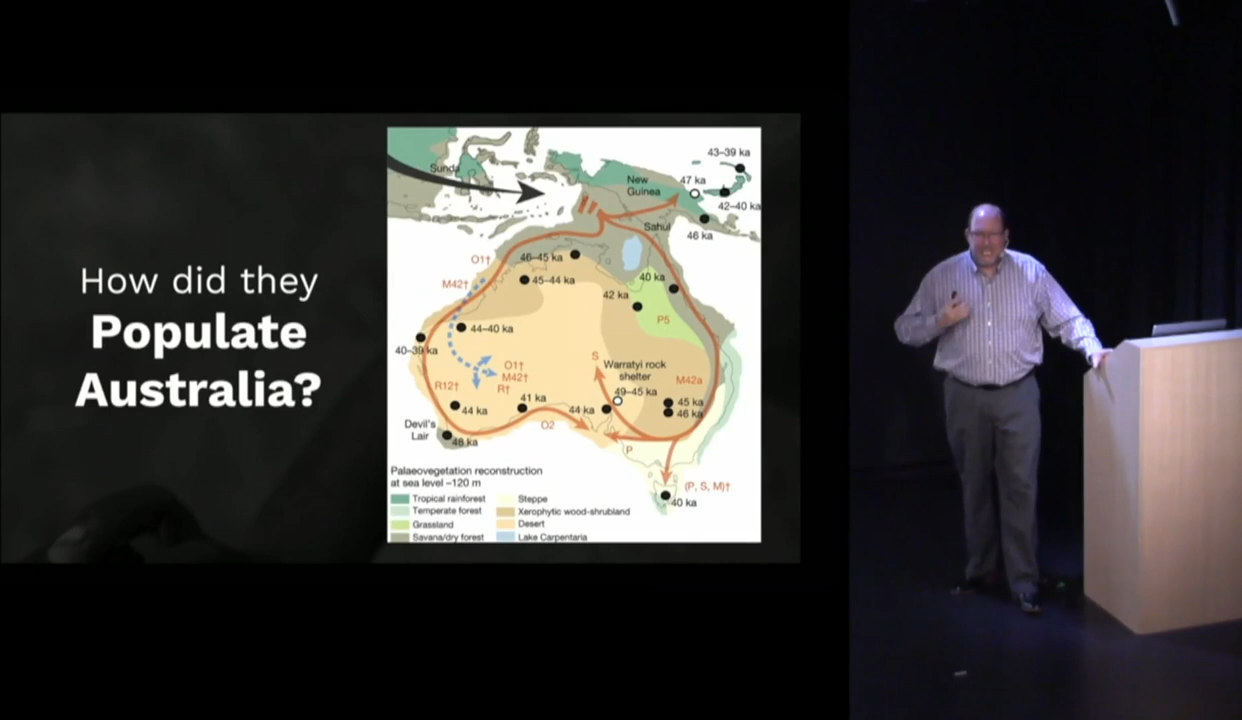 How did they
Populate
Australia?
43–39 ka
Sunda
New
Guinea
47 ka
42–40 ka
Sahul
46 ka
O1†
46–45 ka
M42†
45–44 ka
40 ka
42 ka
P5
44–40 ka
40–39 ka
S
Warratyi rock
shelter
O1†
M42†
R†
R12†
M42a
49–45 ka
41 ka
45 ka
44 ka
44 ka
46 ka
Devil's
Lair
O2
48 ka
P
Palaeovegetation reconstruction
at sea level –120 m
(P, S, M)†
40 ka
Tropical rainforest
Steppe
Temperate forest
Xerophytic wood-shrubland
Grassland
Desert
Savana/dry forest
Lake Carpentaria